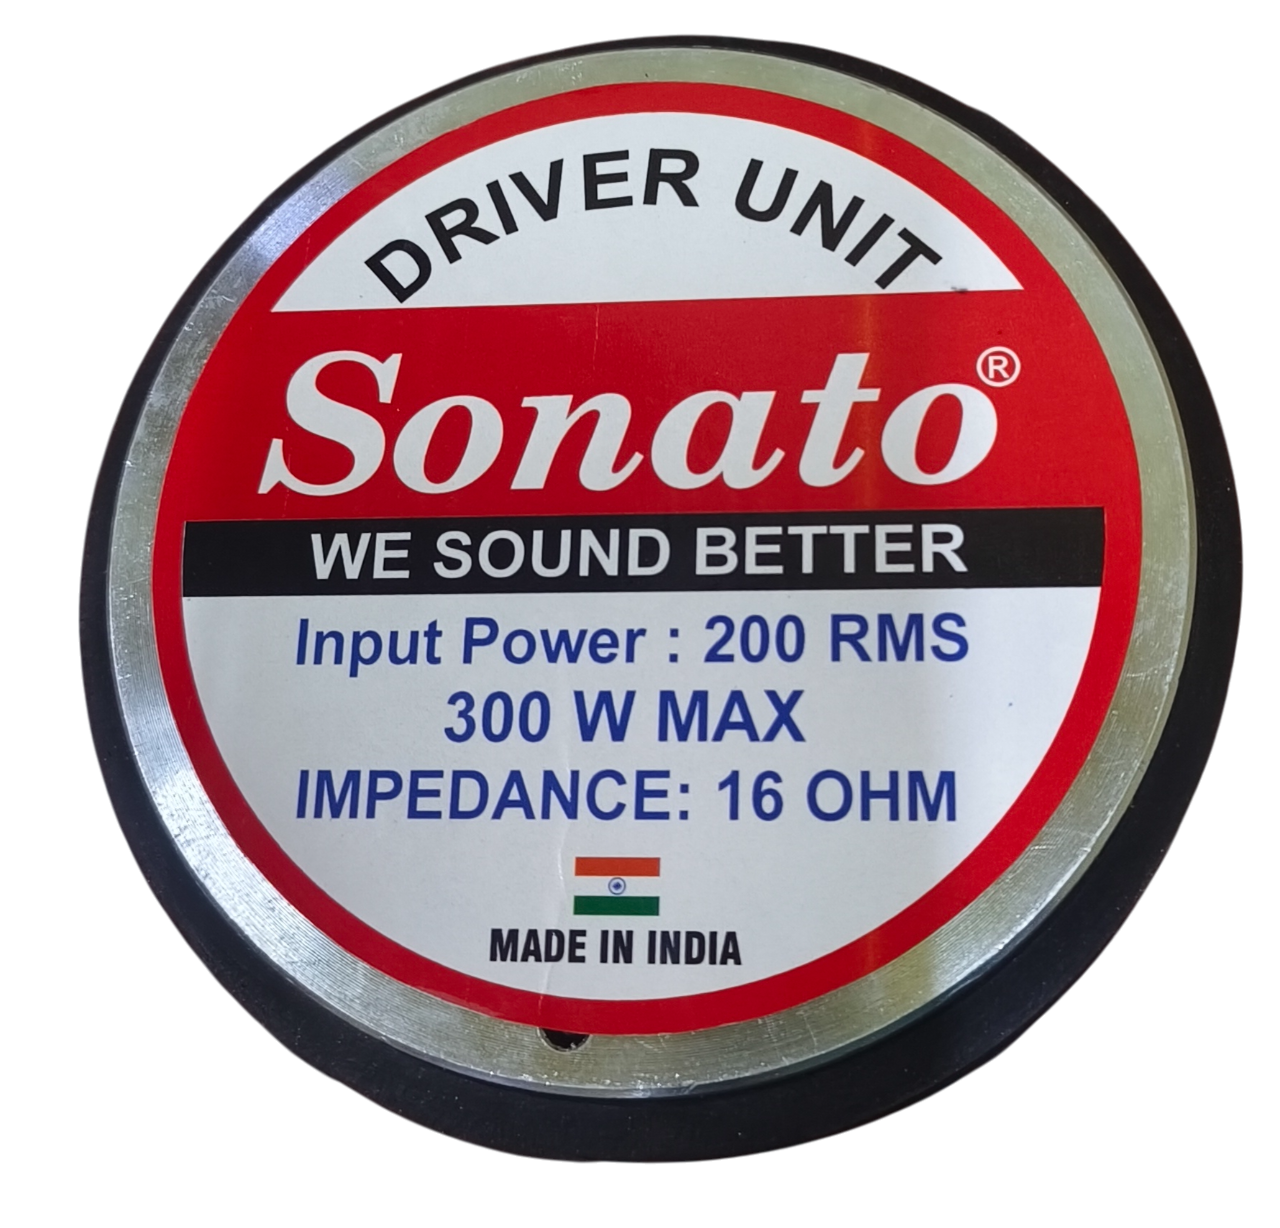 DRIVER UNIT
Sonato®
WE SOUND BETTER
Input Power : 200 RMS
300 W MAX
IMPEDANCE: 16 OHM
MADE IN INDIA